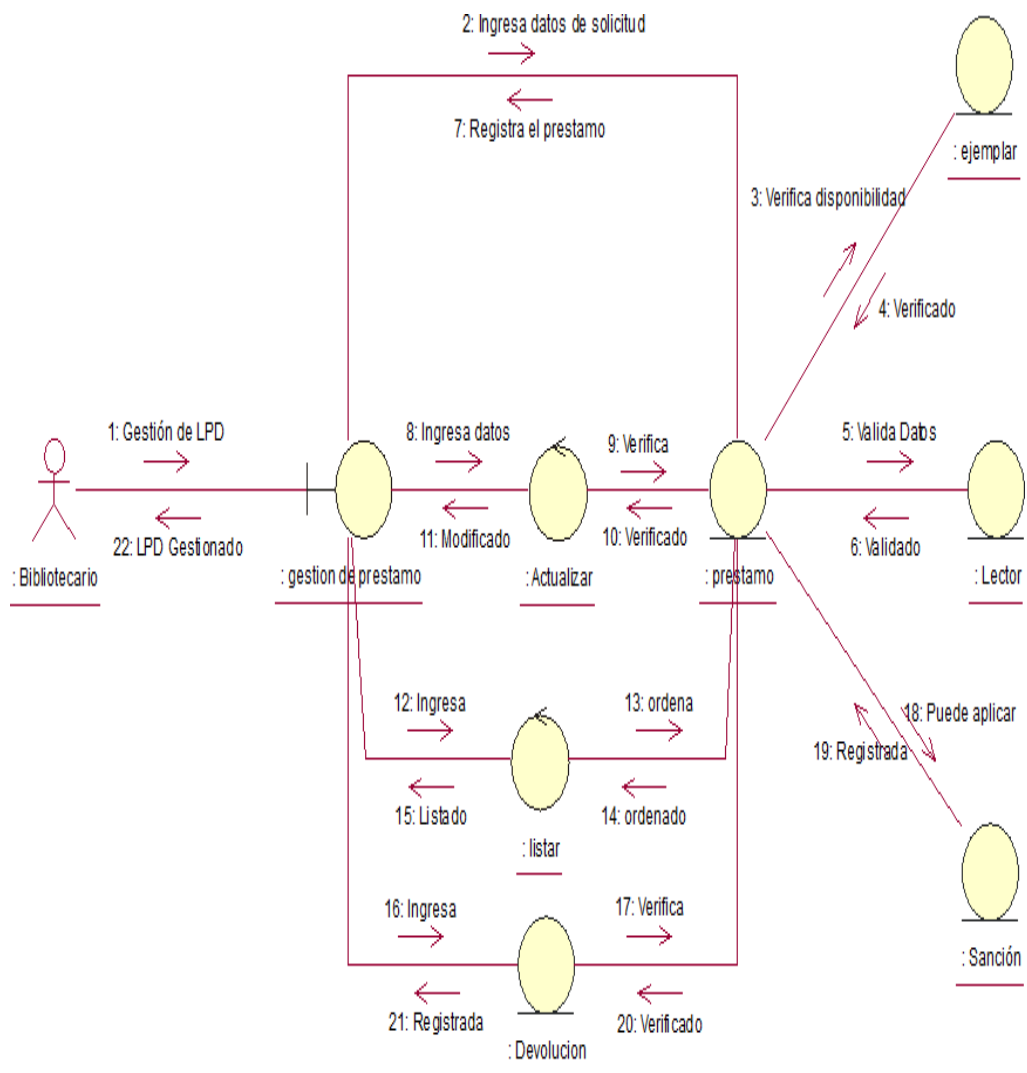 2: Ingresa datos de solicitud
7: Registra el prestamo
: ejemplar
3: Verifica disponibilidad
4: Verificado
1: Gestión de LPD
8: Ingresa datos
9: Verifica
5: Valida Datos
22: LPD Gestionado
11: Modificado
10: Verificado
6: Validado
: Bibliotecario
: gestion de prestamo
: Actualizar
: prestamo
: Lector
12: Ingresa
13: ordena
18: Puede aplicar
19: Registrada
15: Listado
14: ordenado
: listar
16: Ingresa
17: Verifica
: Sanción
21: Registrada
20: Verificado
: Devolucion